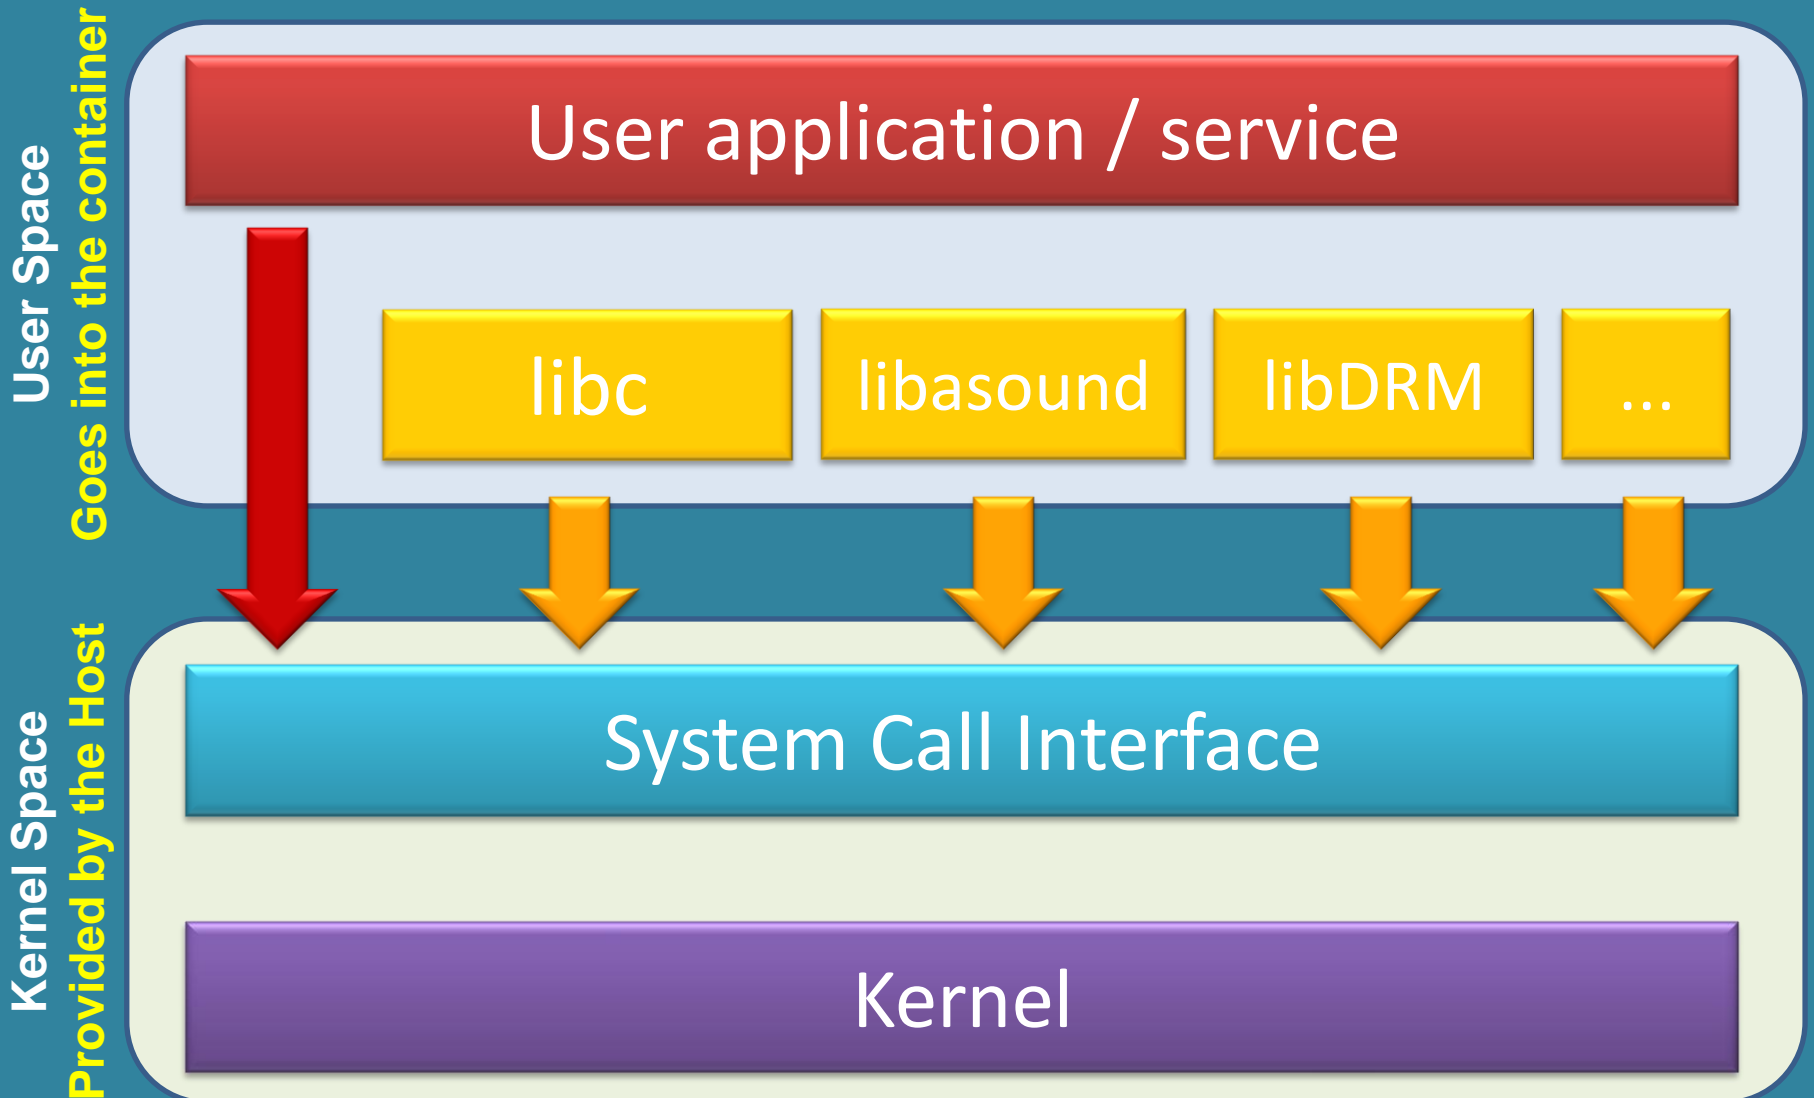 User Space
Goes into the container
User application / service
libc
libasound
libDRM
...
Kernel Space
Provided by the Host
System Call Interface
Kernel